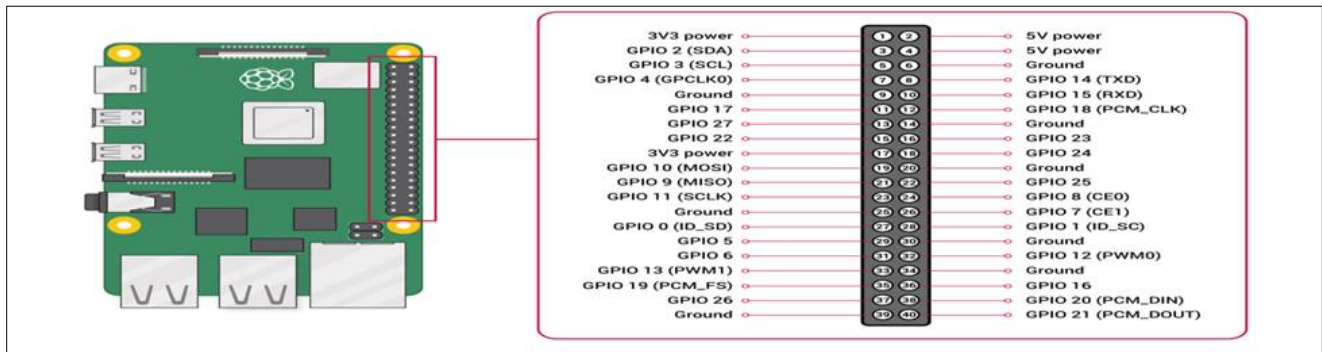 3V3 power 1 2 5V power
GPIO 2 (SDA) 3 4 5V power
GPIO 3 (SCL) 5 6 Ground
GPIO 4 (GPCLK0) 7 8 GPIO 14 (TXD)
Ground 9 10 GPIO 15 (RXD)
GPIO 17 11 12 GPIO 18 (PCM_CLK)
GPIO 27 13 14 Ground
GPIO 22 15 16 GPIO 23
3V3 power 17 18 GPIO 24
GPIO 10 (MOSI) 19 20 Ground
GPIO 9 (MISO) 21 22 GPIO 25
GPIO 11 (SCLK) 23 24 GPIO 8 (CE0)
Ground 25 26 GPIO 7 (CE1)
GPIO 0 (ID_SD) 27 28 GPIO 1 (ID_SC)
GPIO 5 29 30 Ground
GPIO 6 31 32 GPIO 12 (PWM0)
GPIO 13 (PWM1) 33 34 Ground
GPIO 19 (PCM_FS) 35 36 GPIO 16
GPIO 26 37 38 GPIO 20 (PCM_DIN)
Ground 39 40 GPIO 21 (PCM_DOUT)